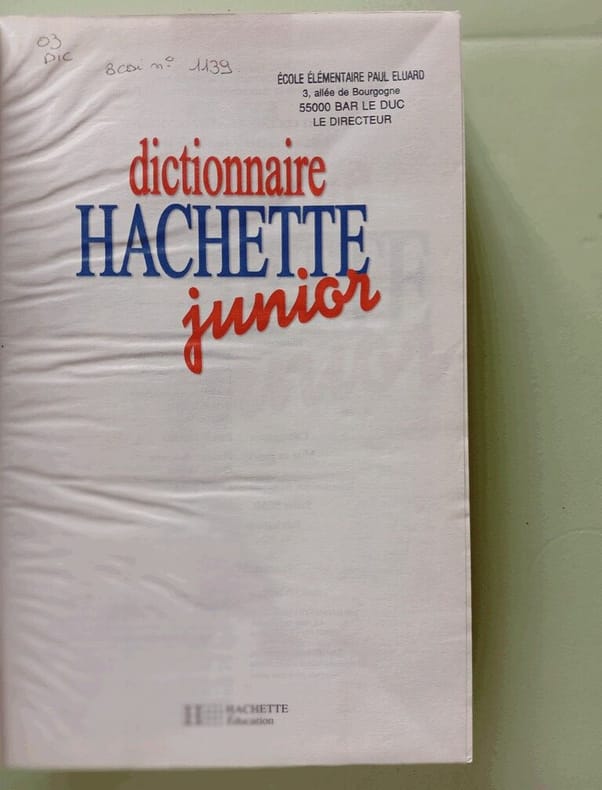 03
DIC
BCDI n° 1139
ÉCOLE ÉLÉMENTAIRE PAUL ELUARD
3, allée de Bourgogne
55000 BAR LE DUC
LE DIRECTEUR
dictionnaire
HACHETTE
junior
HACHETTE
Éducation